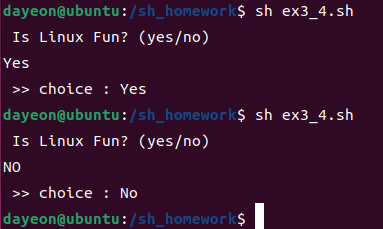 dayeon@ubuntu:/sh_homework$ sh ex3_4.sh
Is Linux Fun? (yes/no)
Yes
>> choice : Yes
dayeon@ubuntu:/sh_homework$ sh ex3_4.sh
Is Linux Fun? (yes/no)
NO
>> choice : No
dayeon@ubuntu:/sh_homework$